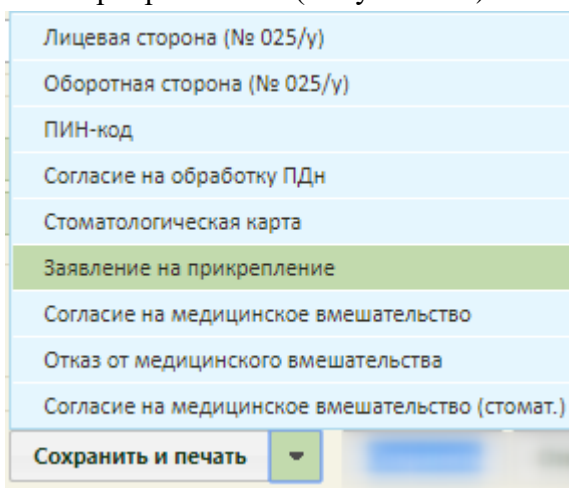 Лицевая сторона (№ 025/у)
Оборотная сторона (№ 025/у)
ПИН-код
Согласие на обработку ПДн
Стоматологическая карта
Заявление на прикрепление
Согласие на медицинское вмешательство
Отказ от медицинского вмешательства
Согласие на медицинское вмешательство (стомат.)
Сохранить и печать